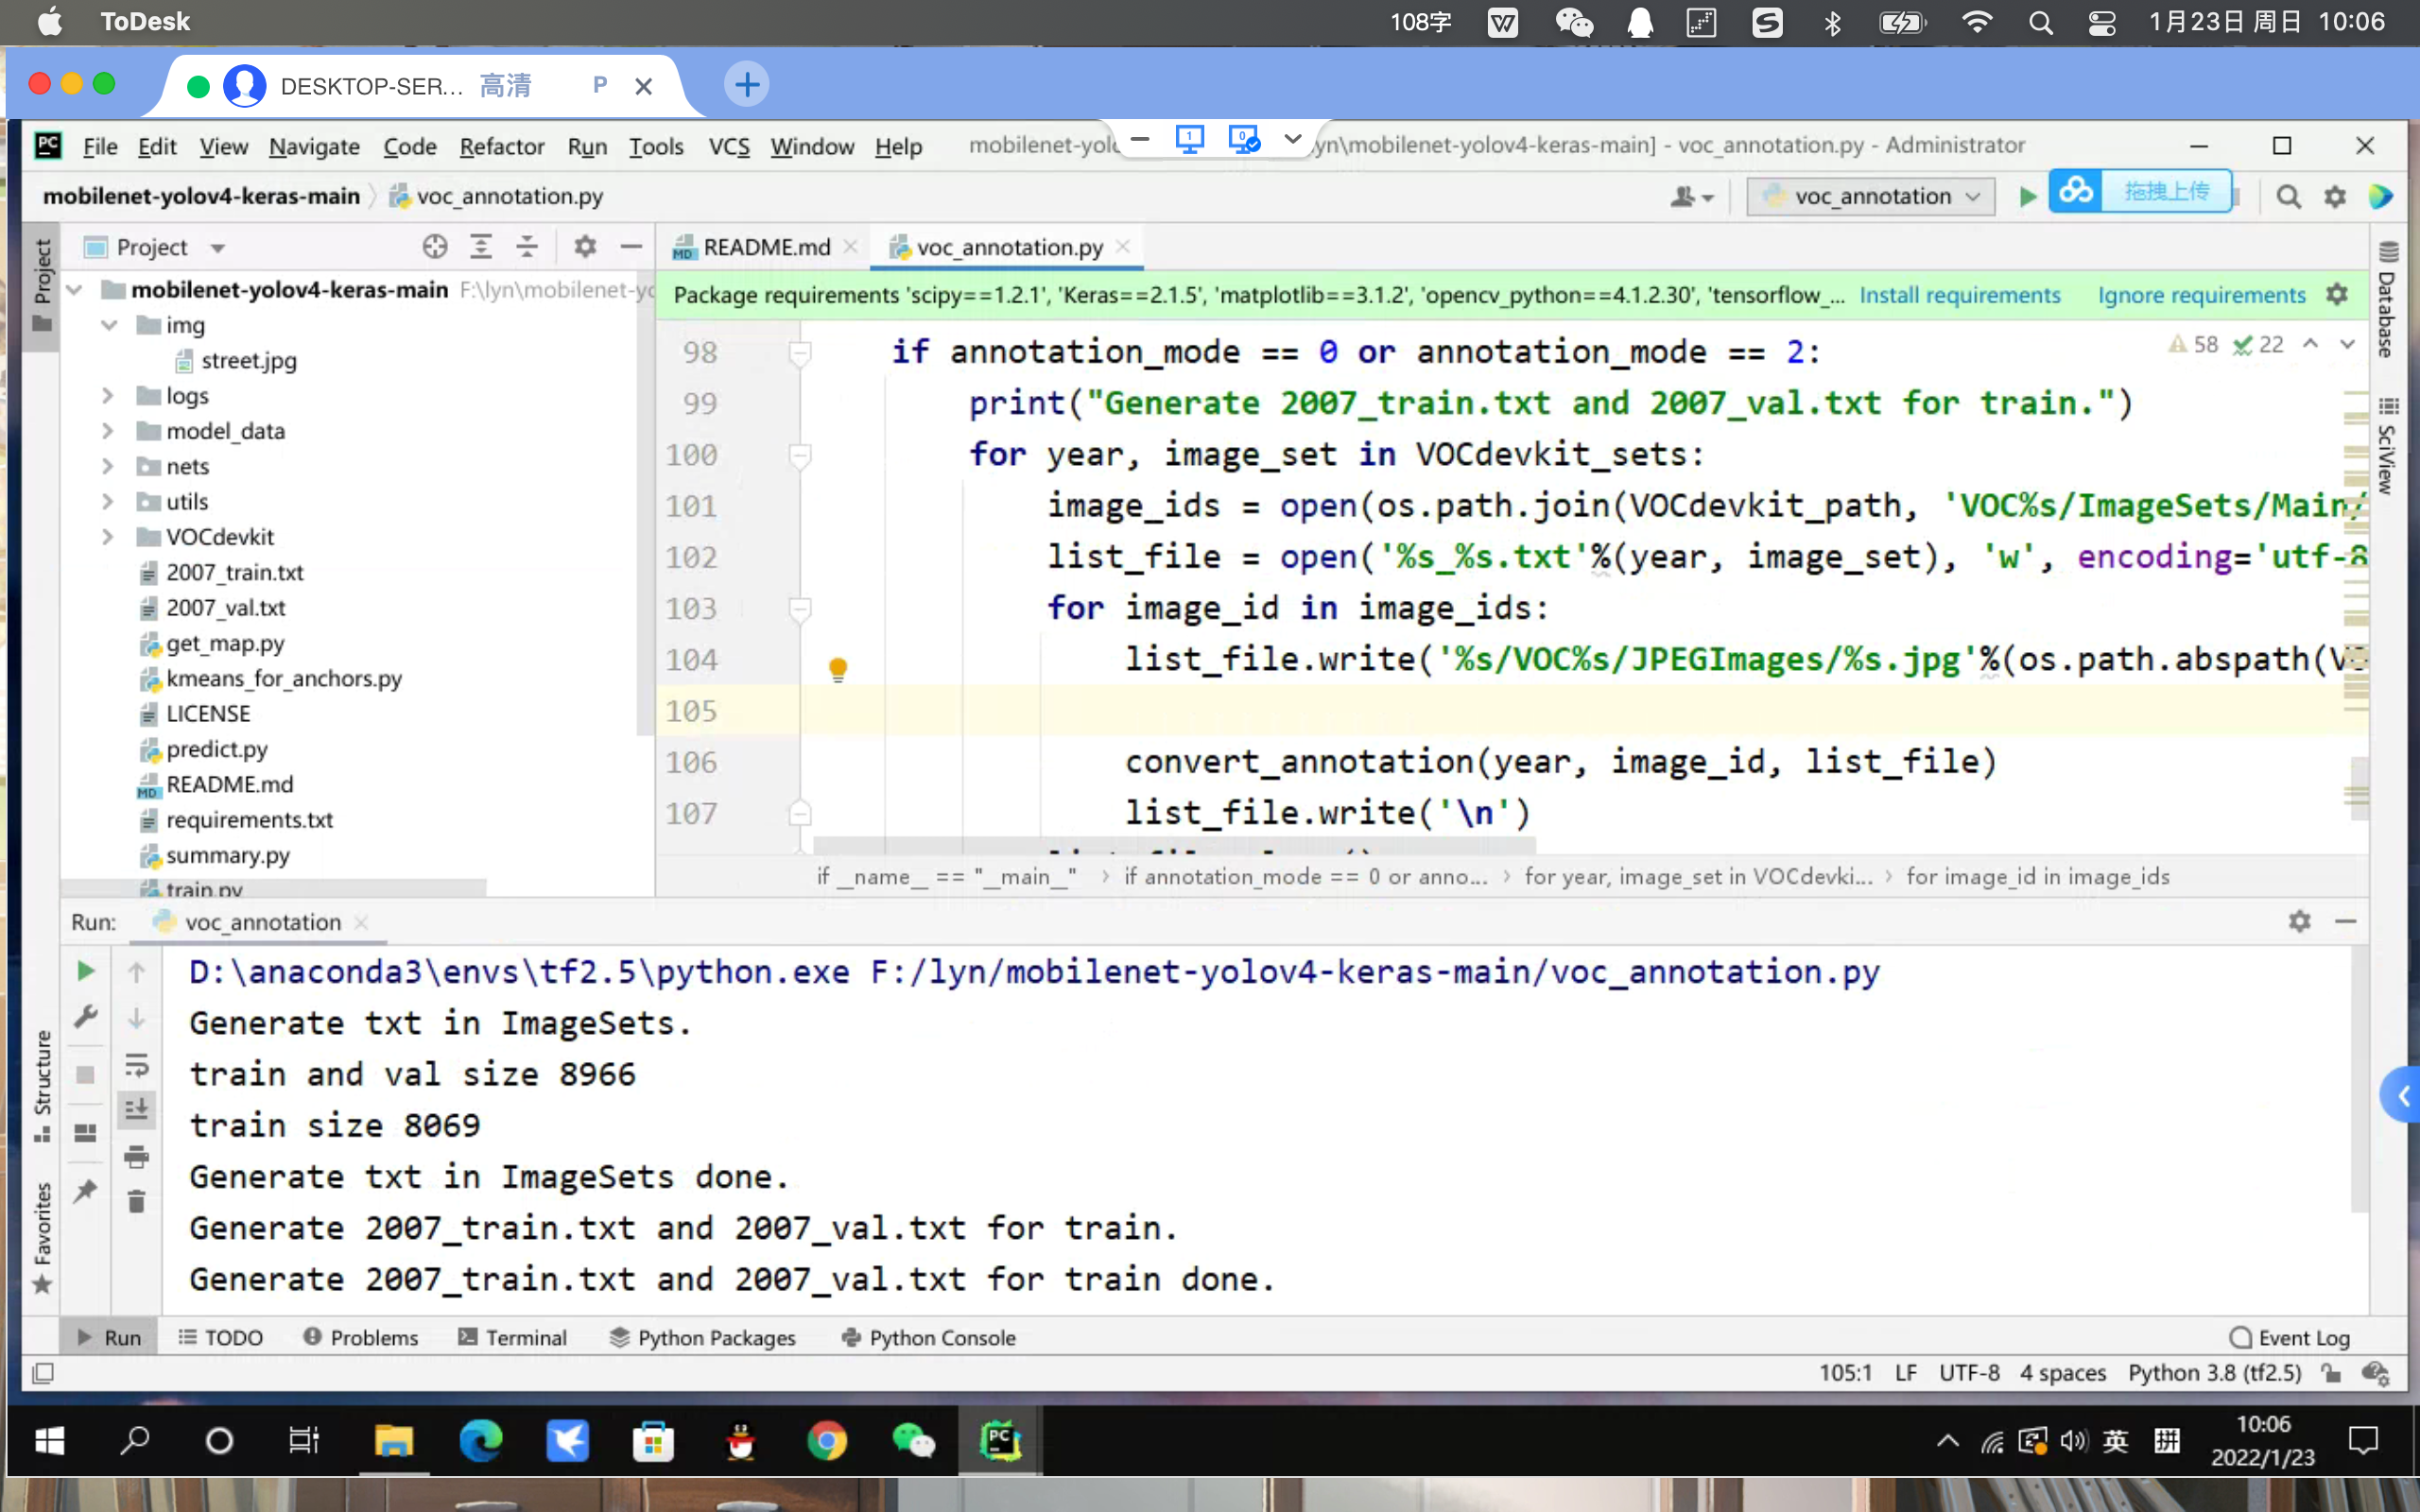 ToDesk
108字
1月23日 周日 10:06
DESKTOP-SER... 高清 P
File Edit View Navigate Code Refactor Run Tools VCS Window Help
yn\mobilenet-yolov4-keras-main] - voc_annotation.py - Administrator
mobilenet-yolov4-keras-main voc_annotation.py
voc_annotation
拖拽上传
Project
Project
README.md
voc_annotation.py
mobilenet-yolov4-keras-main
Package requirements 'scipy==1.2.1', 'Keras==2.1.5', 'matplotlib==3.1.2', 'opencv_python==4.1.2.30', 'tensorflow_... Install requirements Ignore requirements
img
street.jpg
logs
model_data
nets
utils
VOCdevkit
2007_train.txt
2007_val.txt
get_map.py
kmeans_for_anchors.py
LICENSE
predict.py
README.md
requirements.txt
summary.py
train.py
58 22
98 if annotation_mode == 0 or annotation_mode == 2:
99 print("Generate 2007_train.txt and 2007_val.txt for train.")
100 for year, image_set in VOCdevkit_sets:
101 image_ids = open(os.path.join(VOCdevkit_path, 'VOC%s/ImageSets/Main/
102 list_file = open('%s_%s.txt'%(year, image_set), 'w', encoding='utf-8
103 for image_id in image_ids:
104 list_file.write('%s/VOC%s/JPEGImages/%s.jpg'%(os.path.abspath(V
105
106 convert_annotation(year, image_id, list_file)
107 list_file.write('\n')
if __name__ == "__main__" › if annotation_mode == 0 or anno... › for year, image_set in VOCdevki... › for image_id in image_ids
Database
SciView
Run: voc_annotation
D:\anaconda3\envs\tf2.5\python.exe F:/lyn/mobilenet-yolov4-keras-main/voc_annotation.py
Generate txt in ImageSets.
train and val size 8966
train size 8069
Generate txt in ImageSets done.
Generate 2007_train.txt and 2007_val.txt for train.
Generate 2007_train.txt and 2007_val.txt for train done.
Structure
Favorites
Run TODO Problems Terminal Python Packages Python Console Event Log
105:1 LF UTF-8 4 spaces Python 3.8 (tf2.5)
英 拼
10:06
2022/1/23